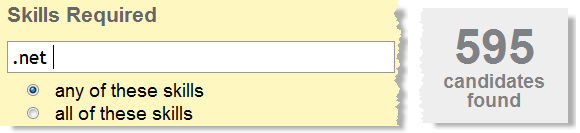 Skills Required
.net
any of these skills
all of these skills
595
candidates
found